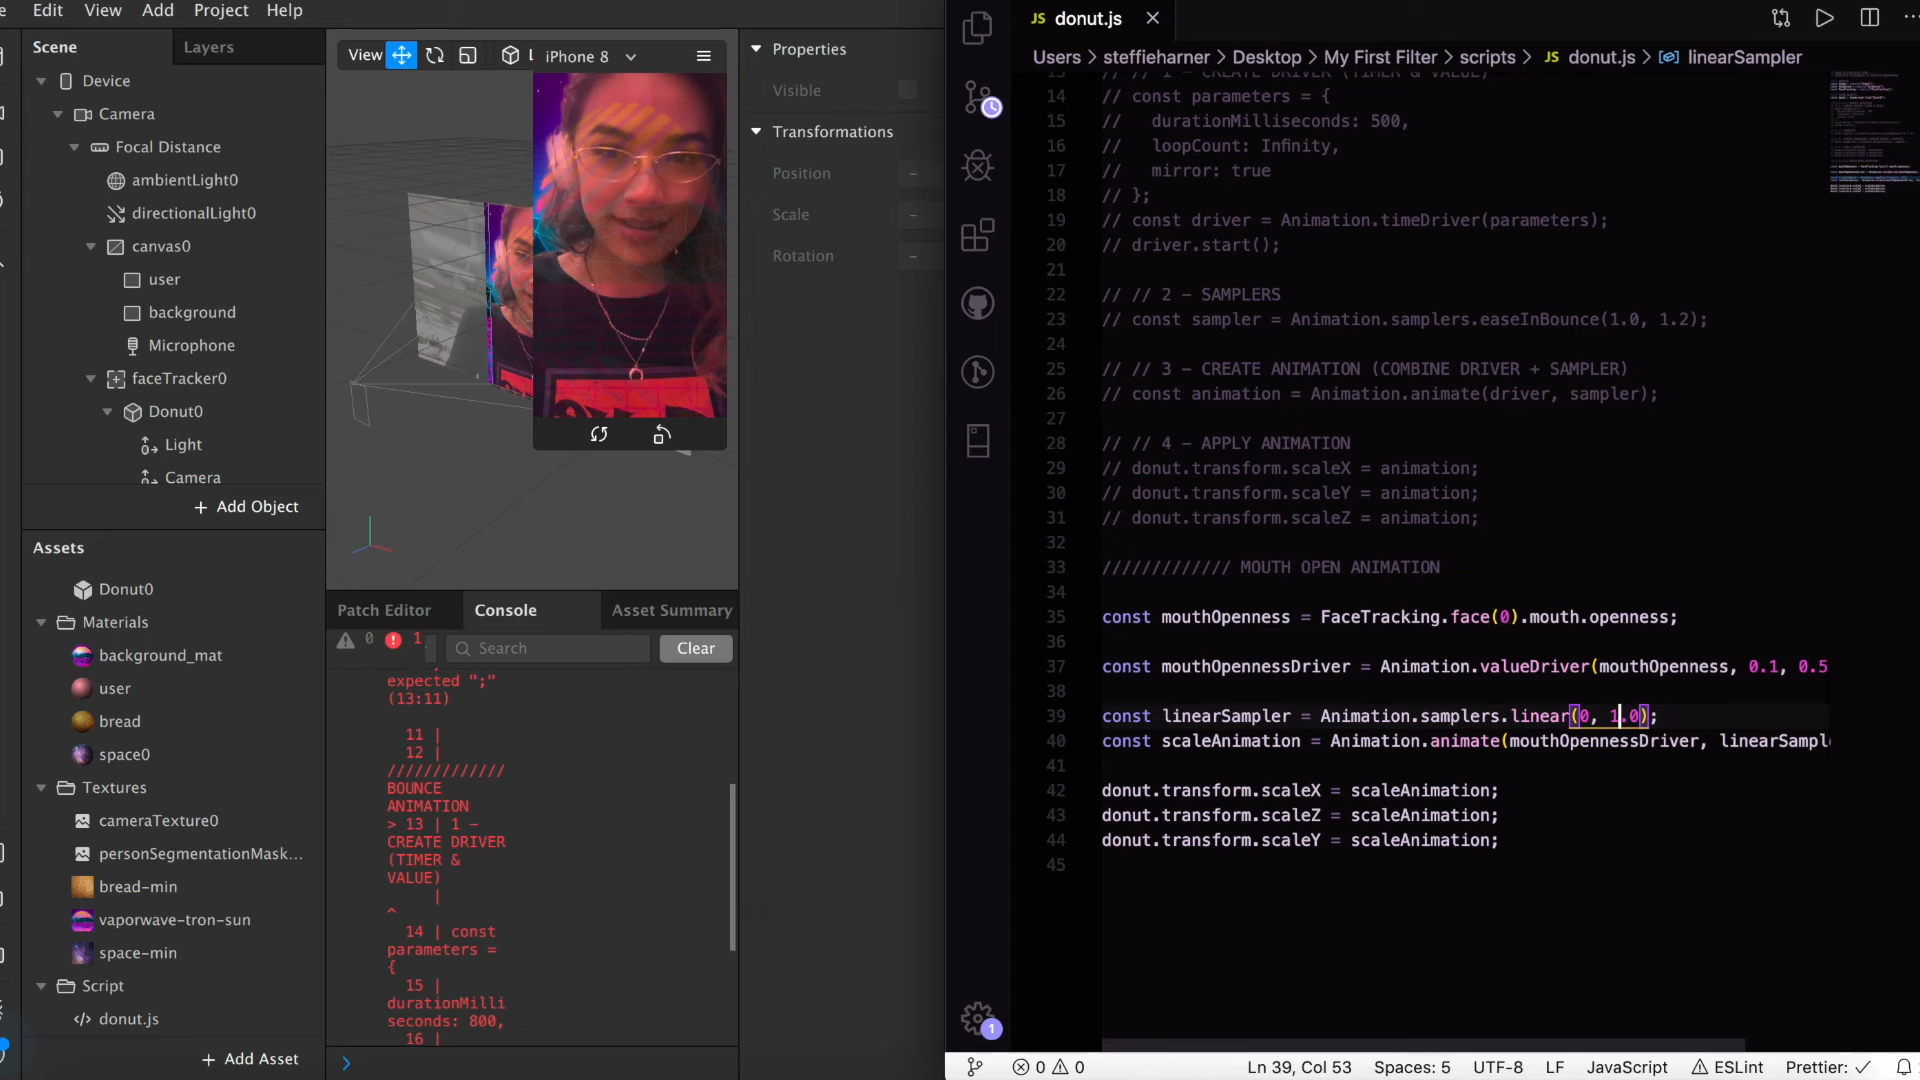 Edit View Add Project Help
Scene Layers
Device
Camera
Focal Distance
ambientLight0
directionalLight0
canvas0
user
background
Microphone
faceTracker0
Donut0
Light
Camera
+ Add Object
Assets
Donut0
Materials
background_mat
user
bread
space0
Textures
cameraTexture0
personSegmentationMask...
bread-min
vaporwave-tron-sun
space-min
Script
donut.js
+ Add Asset
View L iPhone 8
Properties
Visible
Transformations
Position -
Scale -
Rotation -
Patch Editor Console Asset Summary
0 1 Search Clear
expected ";"
(13:11)
11 |
12 |
/////////////
BOUNCE
ANIMATION
> 13 | 1 -
CREATE DRIVER
(TIMER &
VALUE)
|
^
14 | const
parameters =
{
15 |
durationMilli
seconds: 800,
16 |
>
JS donut.js
Users > steffieharner > Desktop > My First Filter > scripts > JS donut.js > linearSampler
13 // // 1 - CREATE DRIVER (TIMER & VALUE)
14 // const parameters = {
15 // durationMilliseconds: 500,
16 // loopCount: Infinity,
17 // mirror: true
18 // };
19 // const driver = Animation.timeDriver(parameters);
20 // driver.start();
21
22 // // 2 - SAMPLERS
23 // const sampler = Animation.samplers.easeInBounce(1.0, 1.2);
24
25 // // 3 - CREATE ANIMATION (COMBINE DRIVER + SAMPLER)
26 // const animation = Animation.animate(driver, sampler);
27
28 // // 4 - APPLY ANIMATION
29 // donut.transform.scaleX = animation;
30 // donut.transform.scaleY = animation;
31 // donut.transform.scaleZ = animation;
32
33 ///////////// MOUTH OPEN ANIMATION
34
35 const mouthOpenness = FaceTracking.face(0).mouth.openness;
36
37 const mouthOpennessDriver = Animation.valueDriver(mouthOpenness, 0.1, 0.5
38
39 const linearSampler = Animation.samplers.linear(0, 1.0);
40 const scaleAnimation = Animation.animate(mouthOpennessDriver, linearSampl
41
42 donut.transform.scaleX = scaleAnimation;
43 donut.transform.scaleZ = scaleAnimation;
44 donut.transform.scaleY = scaleAnimation;
45
1
0 0 Ln 39, Col 53 Spaces: 5 UTF-8 LF JavaScript ESLint Prettier: ✓